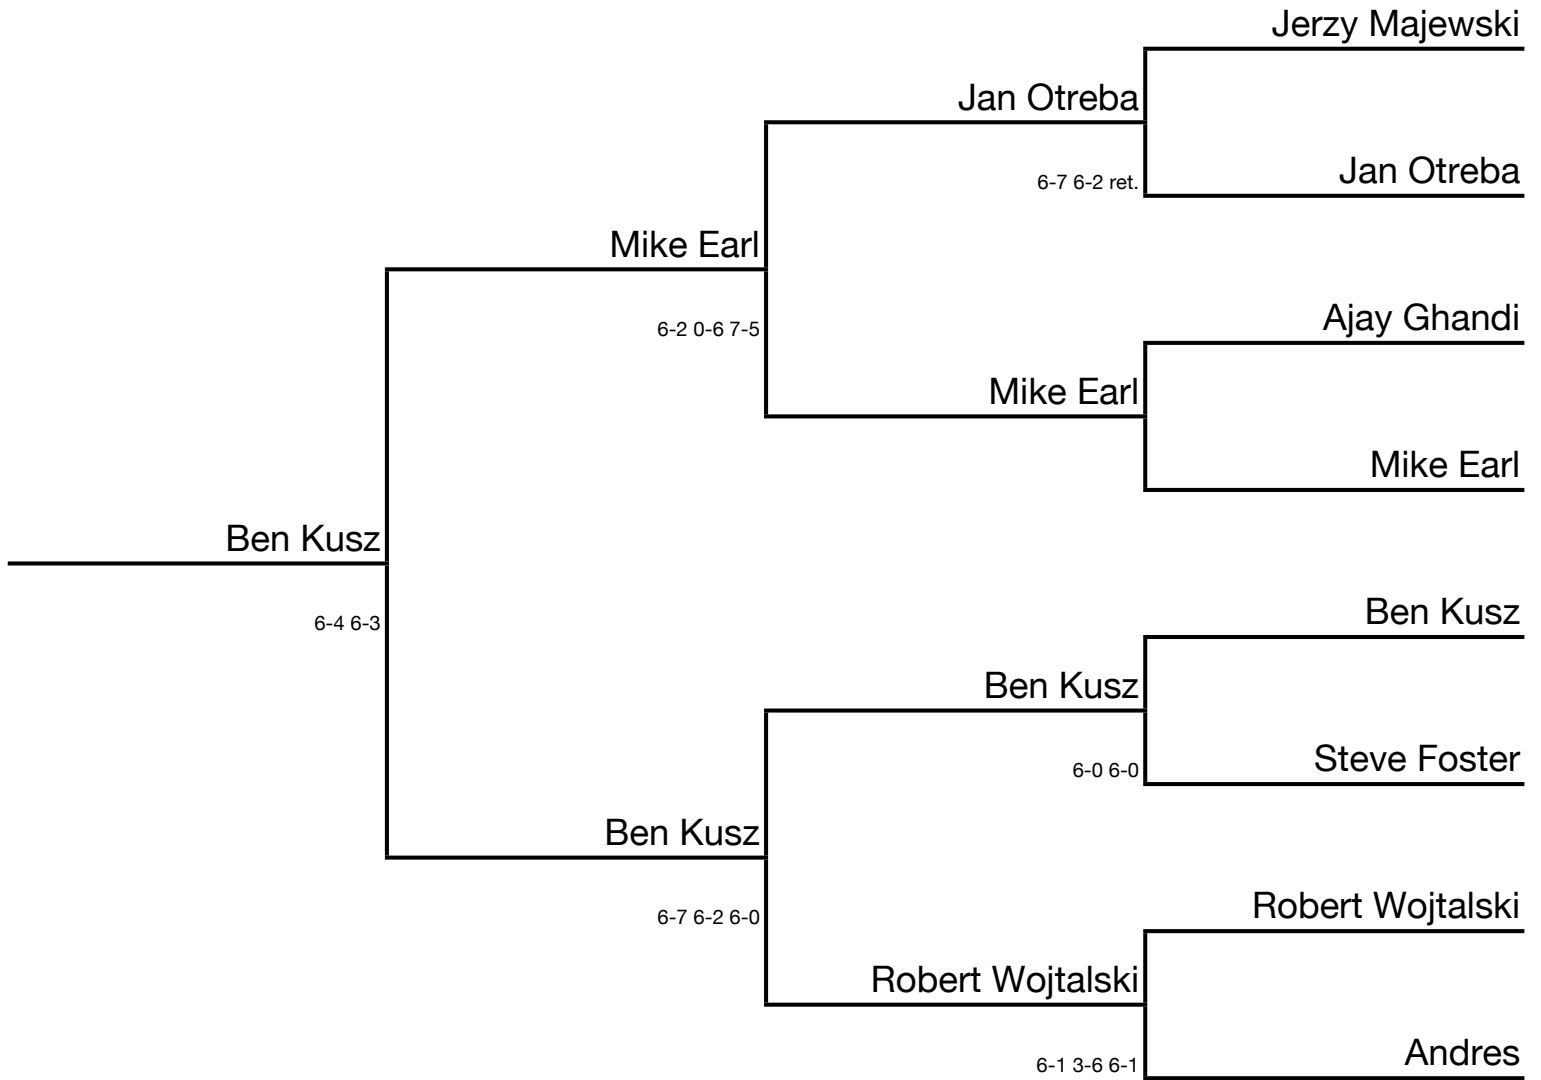 Jerzy Majewski
Jan Otreba
Jan Otreba
6-7 6-2 ret.
Mike Earl
Ajay Ghandi
6-2 0-6 7-5
Mike Earl
Mike Earl
Ben Kusz
Ben Kusz
6-4 6-3
Ben Kusz
Steve Foster
6-0 6-0
Ben Kusz
Robert Wojtalski
6-7 6-2 6-0
Robert Wojtalski
Andres
6-1 3-6 6-1